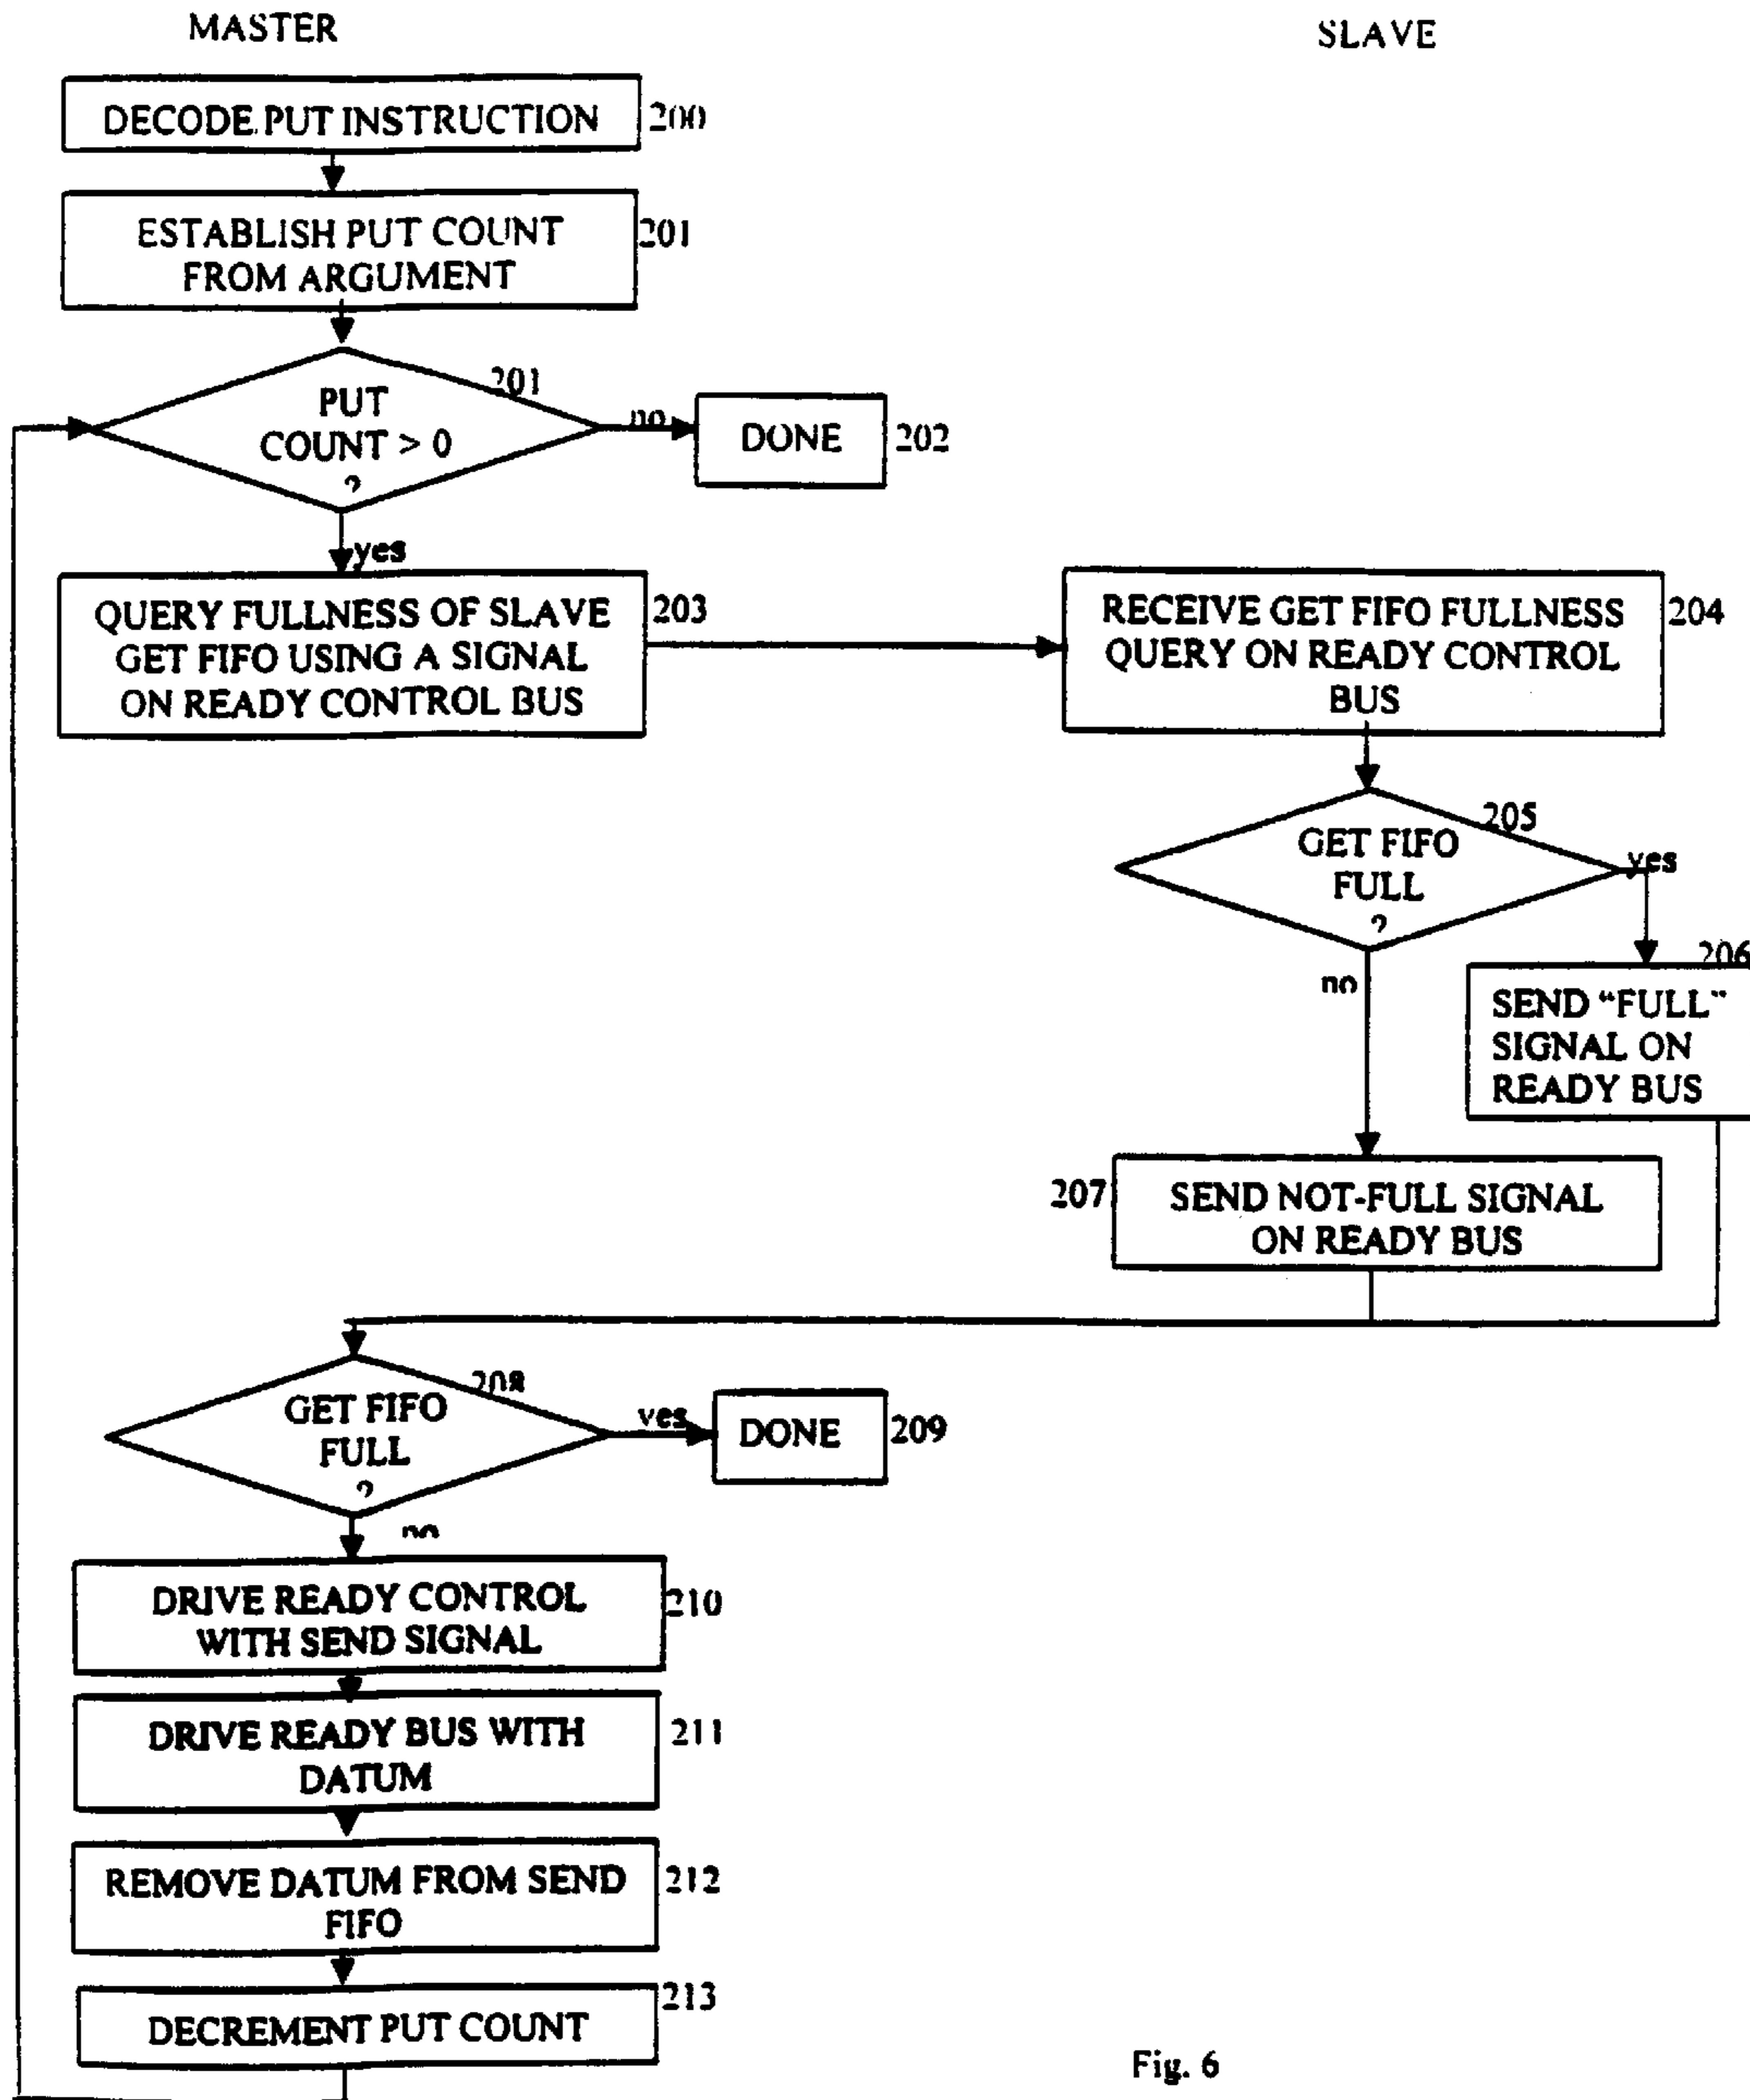 MASTER
SLAVE
DECODE PUT INSTRUCTION
200
ESTABLISH PUT COUNT
FROM ARGUMENT
201
PUT
COUNT > 0
?
201
no
DONE
202
yes
QUERY FULLNESS OF SLAVE
GET FIFO USING A SIGNAL
ON READY CONTROL BUS
203
RECEIVE GET FIFO FULLNESS
QUERY ON READY CONTROL
BUS
204
GET FIFO
FULL
?
205
yes
no
206
SEND “FULL”
SIGNAL ON
READY BUS
207
SEND NOT-FULL SIGNAL
ON READY BUS
GET FIFO
FULL
?
208
yes
DONE
209
no
DRIVE READY CONTROL
WITH SEND SIGNAL
210
DRIVE READY BUS WITH
DATUM
211
REMOVE DATUM FROM SEND
FIFO
212
DECREMENT PUT COUNT
213
Fig. 6